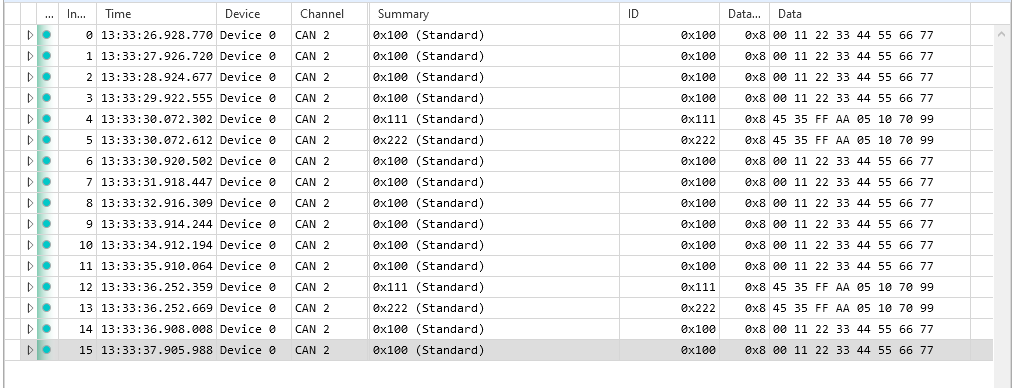 ... In... Time Device Channel Summary ID Data... Data
0 13:33:26.928.770 Device 0 CAN 2 0x100 (Standard) 0x100 0x8 00 11 22 33 44 55 66 77
1 13:33:27.926.720 Device 0 CAN 2 0x100 (Standard) 0x100 0x8 00 11 22 33 44 55 66 77
2 13:33:28.924.677 Device 0 CAN 2 0x100 (Standard) 0x100 0x8 00 11 22 33 44 55 66 77
3 13:33:29.922.555 Device 0 CAN 2 0x100 (Standard) 0x100 0x8 00 11 22 33 44 55 66 77
4 13:33:30.072.302 Device 0 CAN 2 0x111 (Standard) 0x111 0x8 45 35 FF AA 05 10 70 99
5 13:33:30.072.612 Device 0 CAN 2 0x222 (Standard) 0x222 0x8 45 35 FF AA 05 10 70 99
6 13:33:30.920.502 Device 0 CAN 2 0x100 (Standard) 0x100 0x8 00 11 22 33 44 55 66 77
7 13:33:31.918.447 Device 0 CAN 2 0x100 (Standard) 0x100 0x8 00 11 22 33 44 55 66 77
8 13:33:32.916.309 Device 0 CAN 2 0x100 (Standard) 0x100 0x8 00 11 22 33 44 55 66 77
9 13:33:33.914.244 Device 0 CAN 2 0x100 (Standard) 0x100 0x8 00 11 22 33 44 55 66 77
10 13:33:34.912.194 Device 0 CAN 2 0x100 (Standard) 0x100 0x8 00 11 22 33 44 55 66 77
11 13:33:35.910.064 Device 0 CAN 2 0x100 (Standard) 0x100 0x8 00 11 22 33 44 55 66 77
12 13:33:36.252.359 Device 0 CAN 2 0x111 (Standard) 0x111 0x8 45 35 FF AA 05 10 70 99
13 13:33:36.252.669 Device 0 CAN 2 0x222 (Standard) 0x222 0x8 45 35 FF AA 05 10 70 99
14 13:33:36.908.008 Device 0 CAN 2 0x100 (Standard) 0x100 0x8 00 11 22 33 44 55 66 77
15 13:33:37.905.988 Device 0 CAN 2 0x100 (Standard) 0x100 0x8 00 11 22 33 44 55 66 77